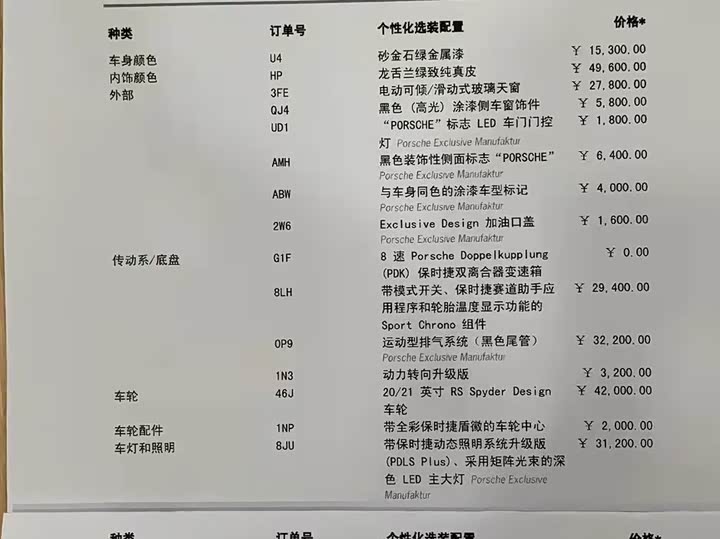 种类 订单号 个性化选装配置 价格*
车身颜色 U4 砂金石绿金属漆 ¥ 15,300.00
内饰颜色 HP 龙舌兰绿致纯真皮 ¥ 49,600.00
外部 3FE 电动可倾/滑动式玻璃天窗 ¥ 27,800.00
QJ4 黑色 (高光) 涂漆侧车窗饰件 ¥ 5,800.00
UD1 “PORSCHE”标志 LED 车门门控 ¥ 1,800.00
灯 Porsche Exclusive Manufaktur
AMH 黑色装饰性侧面标志“PORSCHE” ¥ 6,400.00
Porsche Exclusive Manufaktur
ABW 与车身同色的涂漆车型标记 ¥ 4,000.00
Porsche Exclusive Manufaktur
2W6 Exclusive Design 加油口盖 ¥ 1,600.00
Porsche Exclusive Manufaktur
传动系/底盘 G1F 8 速 Porsche Doppelkupplung ¥ 0.00
(PDK) 保时捷双离合器变速箱
8LH 带模式开关、保时捷赛道助手应 ¥ 29,400.00
用程序和轮胎温度显示功能的
Sport Chrono 组件
0P9 运动型排气系统（黑色尾管） ¥ 32,200.00
Porsche Exclusive Manufaktur
1N3 动力转向升级版 ¥ 3,200.00
车轮 46J 20/21 英寸 RS Spyder Design ¥ 42,000.00
车轮
车轮配件 1NP 带全彩保时捷盾徽的车轮中心 ¥ 2,000.00
车灯和照明 8JU 带保时捷动态照明系统升级版 ¥ 31,200.00
(PDLS Plus)、采用矩阵光束的深
色 LED 主大灯 Porsche Exclusive
Manufaktur
种类 订单号 个性化选装配置 价格*